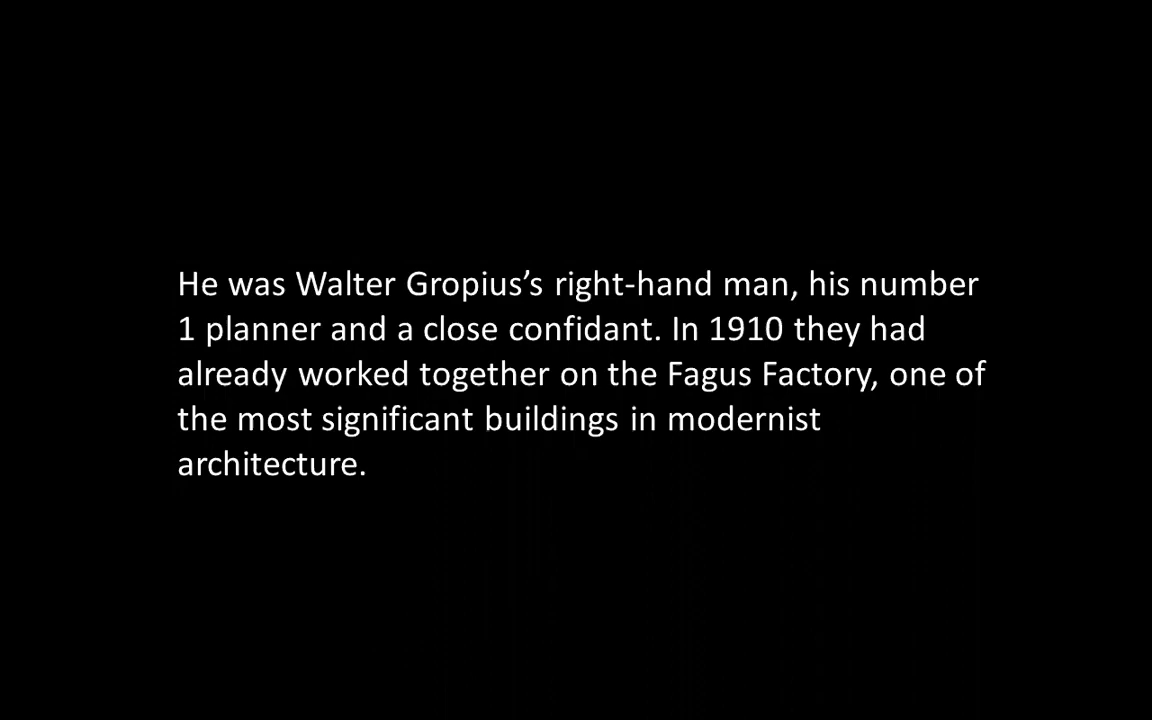 He was Walter Gropius’s right-hand man, his number
1 planner and a close confidant. In 1910 they had
already worked together on the Fagus Factory, one of
the most significant buildings in modernist
architecture.